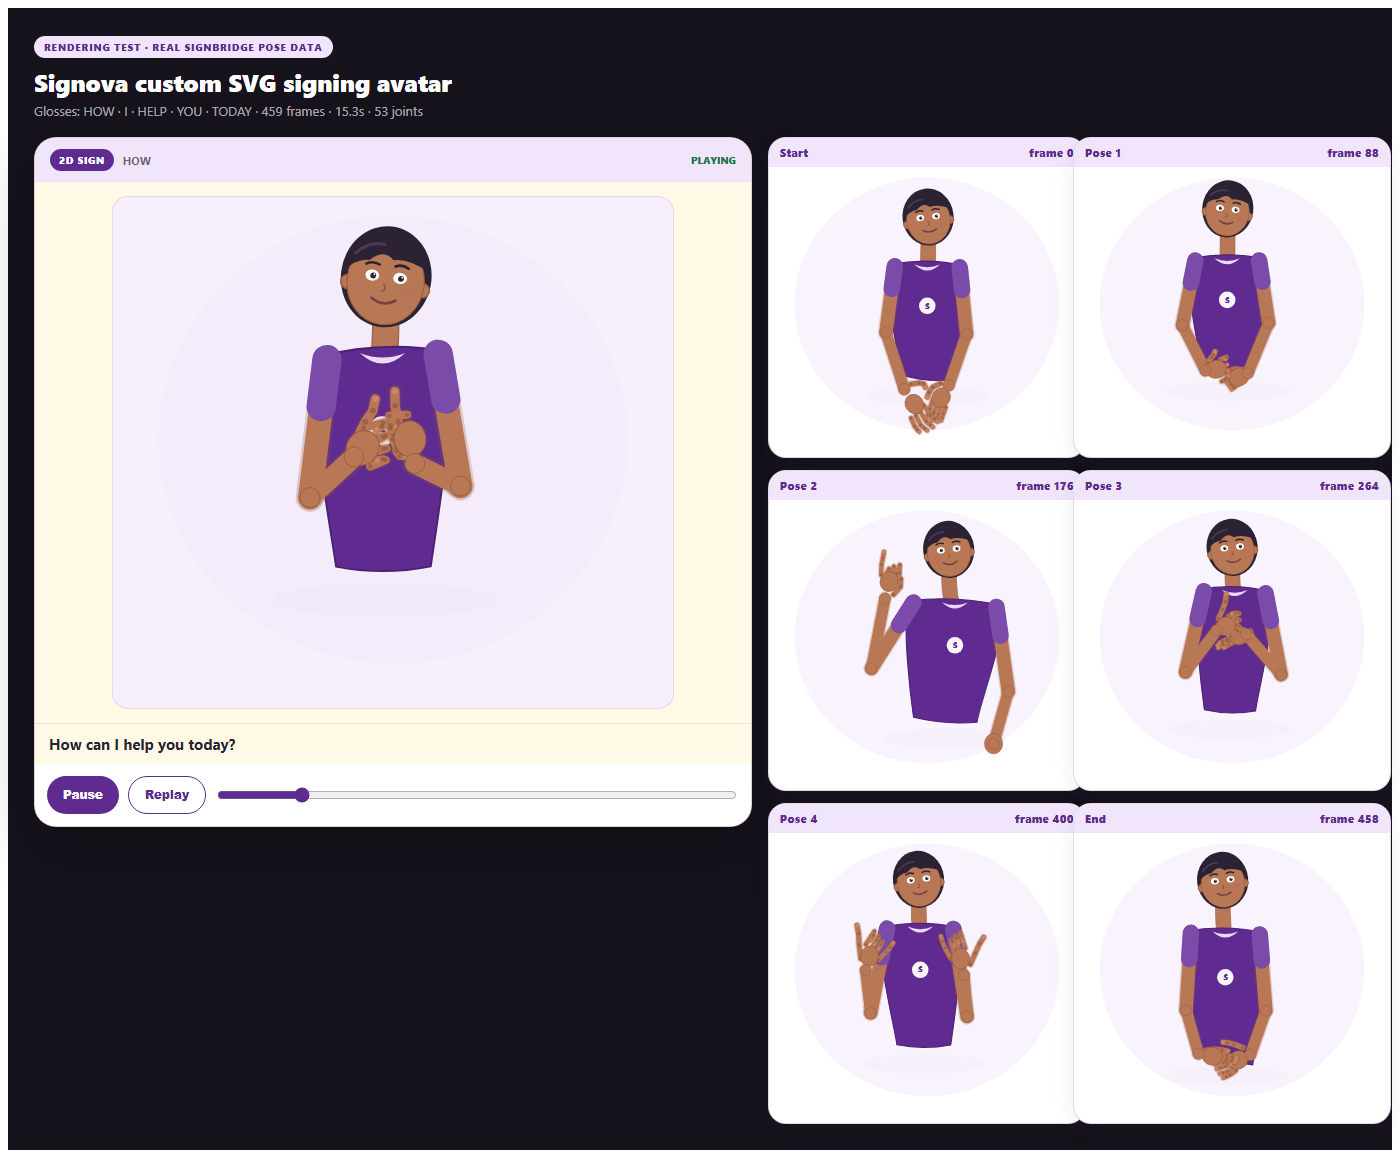 RENDERING TEST · REAL SIGNBRIDGE POSE DATA
Signova custom SVG signing avatar
Glosses: HOW · I · HELP · YOU · TODAY · 459 frames · 15.3s · 53 joints
2D SIGN HOW PLAYING
How can I help you today?
Pause Replay
Start frame 0
S
Pose 1 frame 88
S
Pose 2 frame 176
S
Pose 3 frame 264
Pose 4 frame 400
S
End frame 458
S